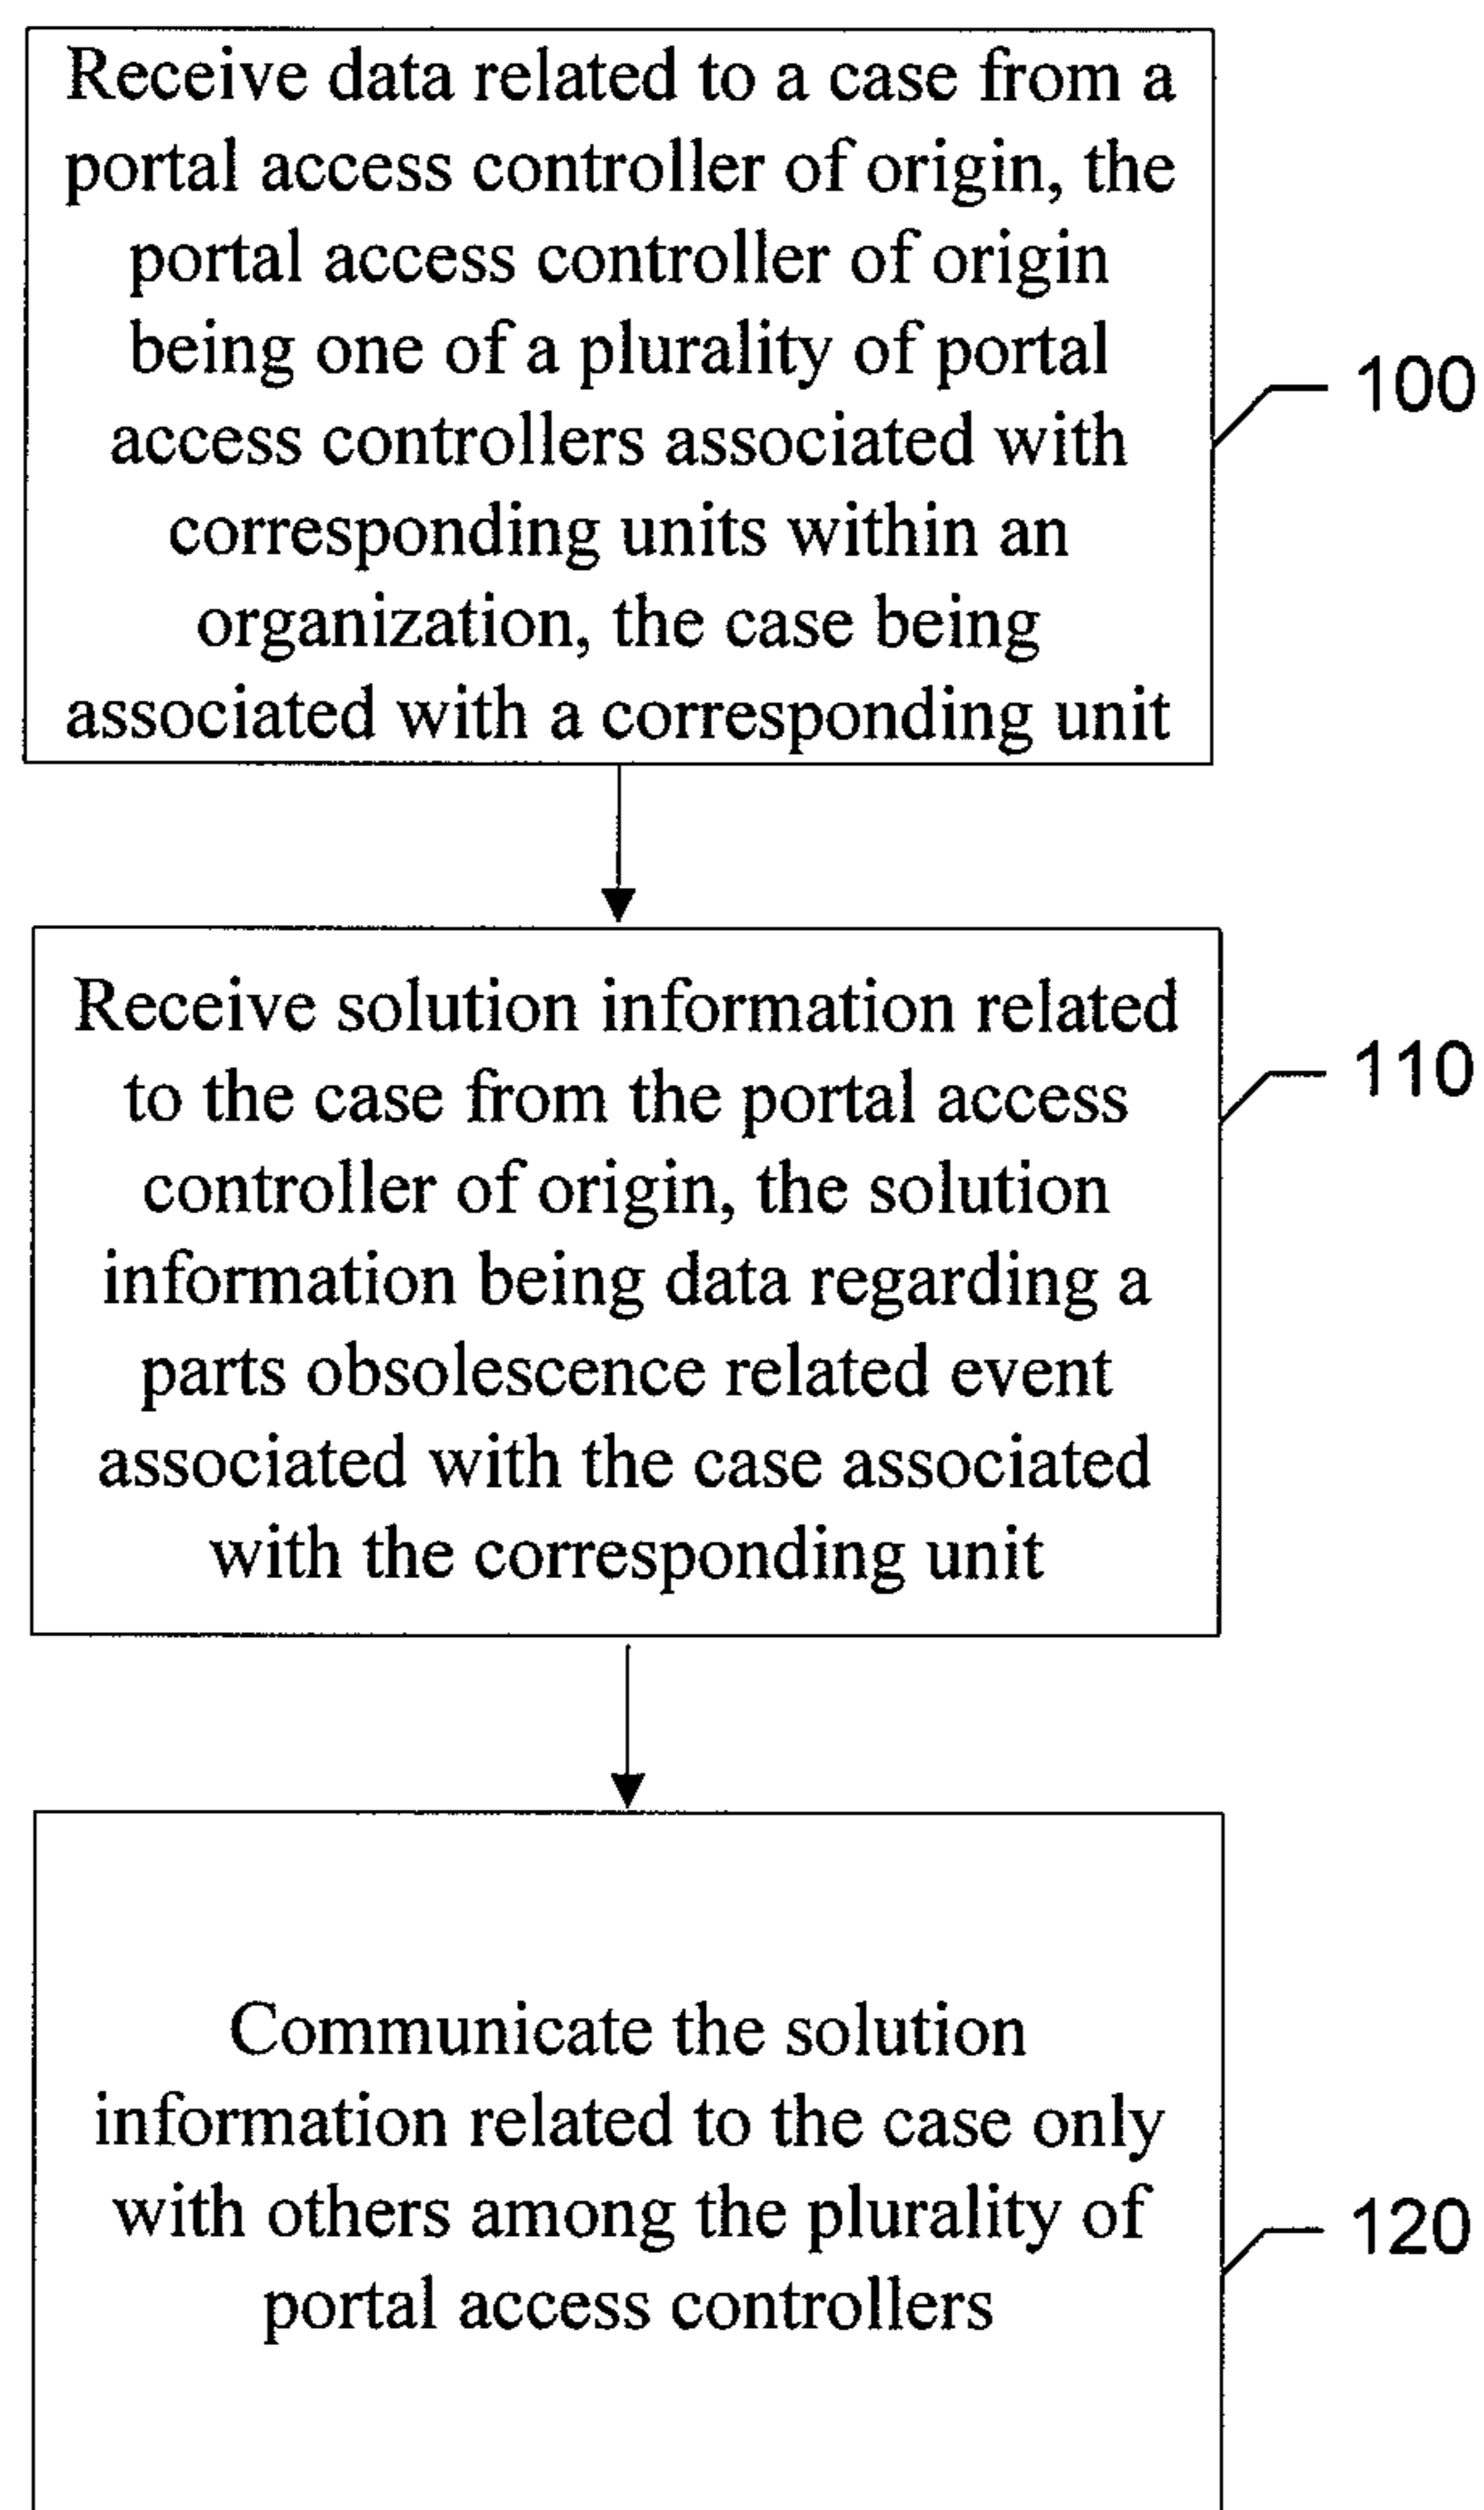 Receive data related to a case from a
portal access controller of origin, the
portal access controller of origin
being one of a plurality of portal
access controllers associated with
corresponding units within an
organization, the case being
associated with a corresponding unit
100
Receive solution information related
to the case from the portal access
controller of origin, the solution
information being data regarding a
parts obsolescence related event
associated with the case associated
with the corresponding unit
110
Communicate the solution
information related to the case only
with others among the plurality of
portal access controllers
120